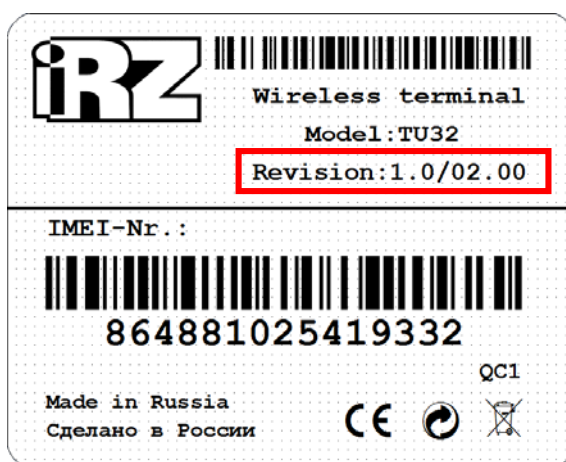 iRZ
Wireless terminal
Model:TU32
Revision:1.0/02.00
IMEI-Nr.:
864881025419332
QC1
Made in Russia
Сделано в России
CE